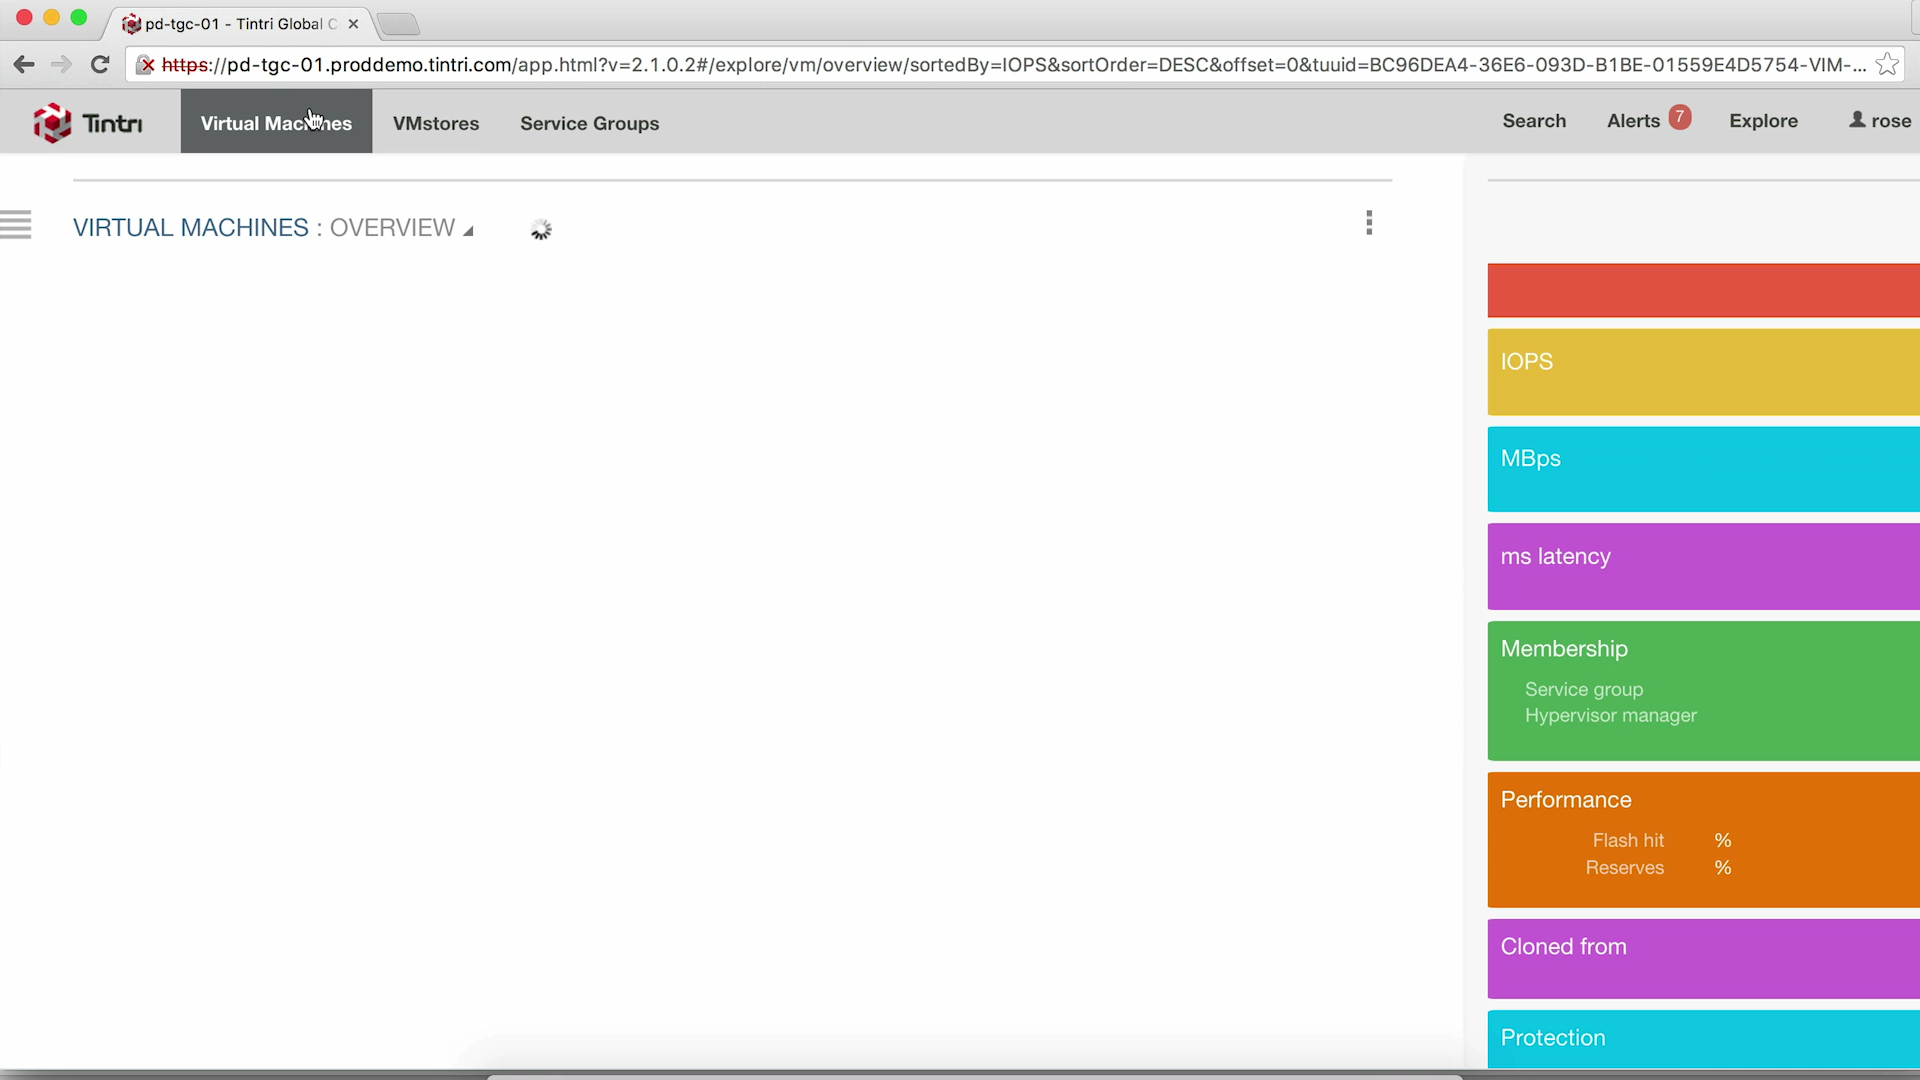 pd-tgc-01 - Tintri Global C
https://pd-tgc-01.proddemo.tintri.com/app.html?v=2.1.0.2#/explore/vm/overview/sortedBy=IOPS&sortOrder=DESC&offset=0&tuuid=BC96DEA4-36E6-093D-B1BE-01559E4D5754-VIM-...
Tintri
Virtual Machines
VMstores
Service Groups
Search
Alerts 7
Explore
rose
VIRTUAL MACHINES : OVERVIEW
IOPS
MBps
ms latency
Membership
Service group
Hypervisor manager
Performance
Flash hit %
Reserves %
Cloned from
Protection